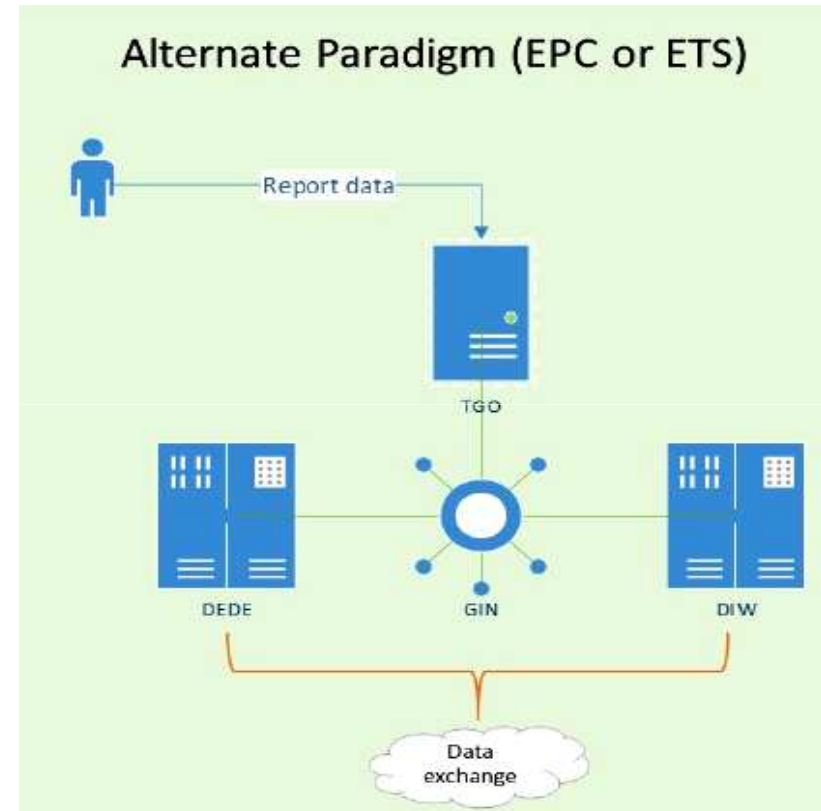 Alternate Paradigm (EPC or ETS)
Report data
TGO
DEDE
GIN
DIW
Data
exchange